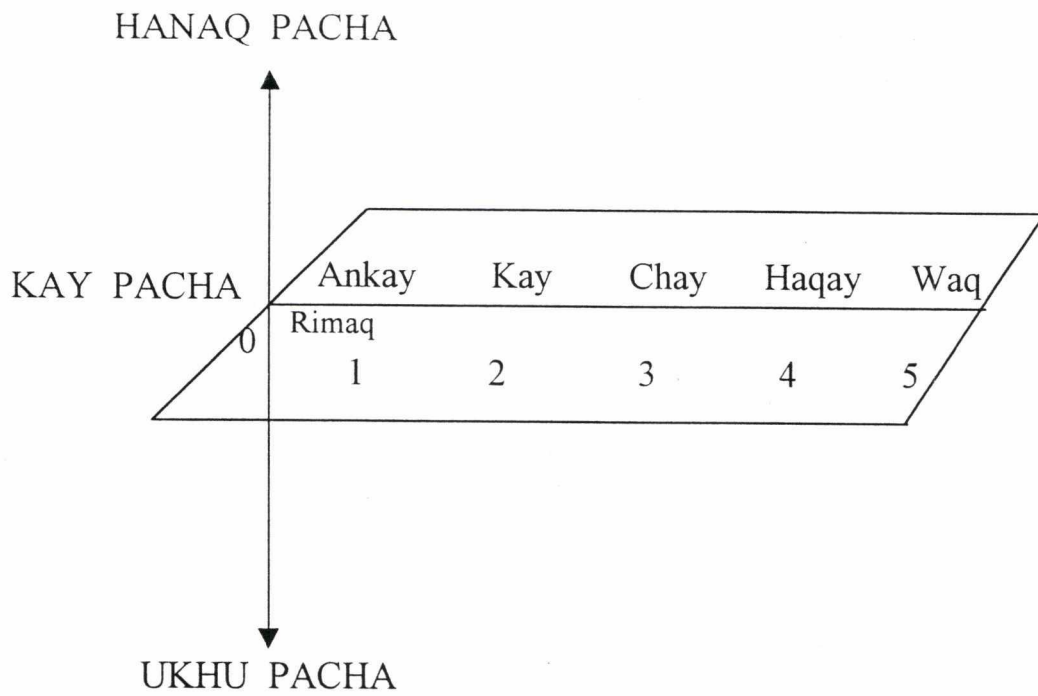 HANAQ PACHA
Ankay Kay Chay Haqay Waq
KAY PACHA
Rimaq
0
1 2 3 4 5
UKHU PACHA